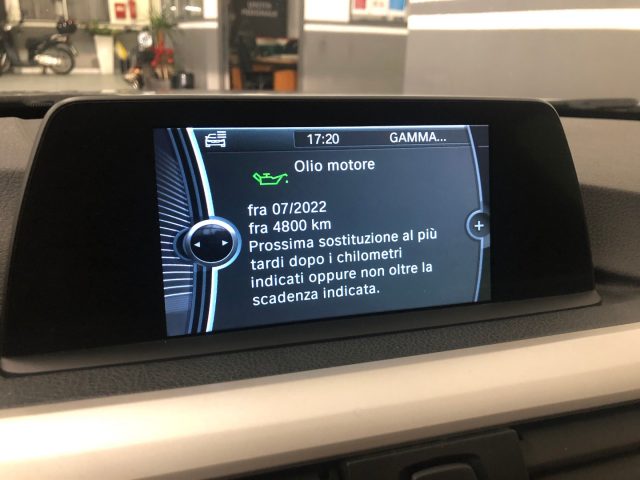 17:20 GAMMA...
Olio motore
fra 07/2022
fra 4800 km
Prossima sostituzione al più
tardi dopo i chilometri
indicati oppure non oltre la
scadenza indicata.